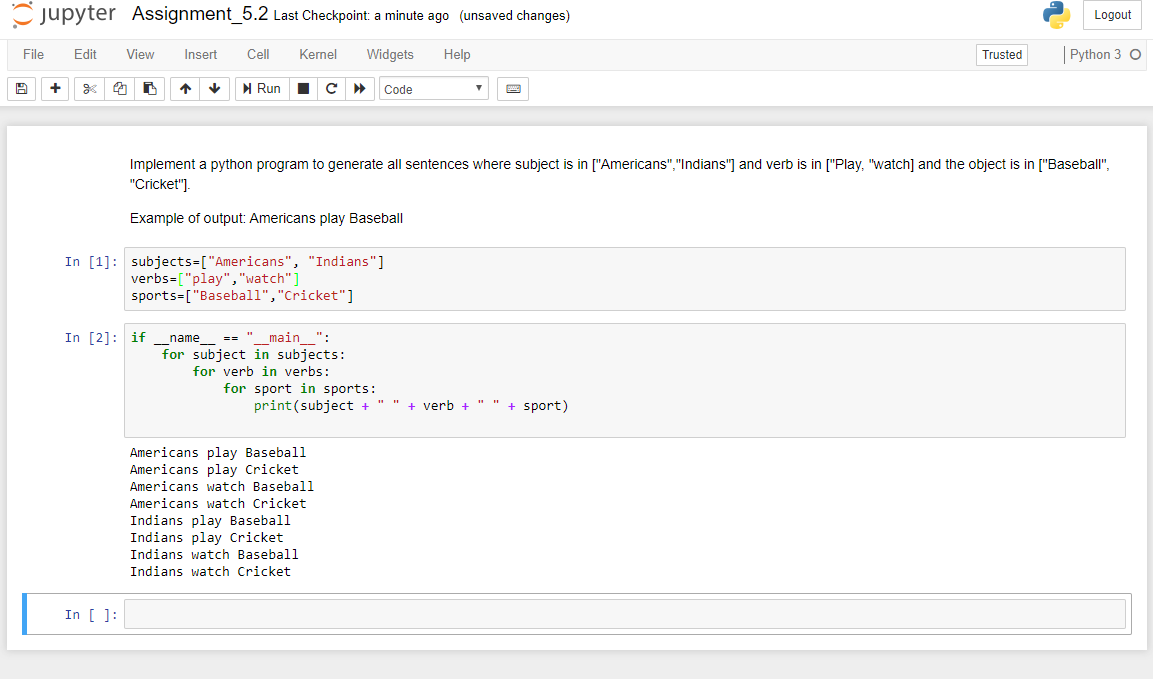 jupyter Assignment_5.2 Last Checkpoint: a minute ago (unsaved changes) Logout
File Edit View Insert Cell Kernel Widgets Help Trusted Python 3
Run Code
Implement a python program to generate all sentences where subject is in ["Americans","Indians"] and verb is in ["Play, "watch] and the object is in ["Baseball",
"Cricket"].
Example of output: Americans play Baseball
In [1]: subjects=["Americans", "Indians"]
verbs=["play","watch"]
sports=["Baseball","Cricket"]
In [2]: if __name__ == "__main__":
    for subject in subjects:
        for verb in verbs:
            for sport in sports:
                print(subject + " " + verb + " " + sport)
Americans play Baseball
Americans play Cricket
Americans watch Baseball
Americans watch Cricket
Indians play Baseball
Indians play Cricket
Indians watch Baseball
Indians watch Cricket
In [ ]: